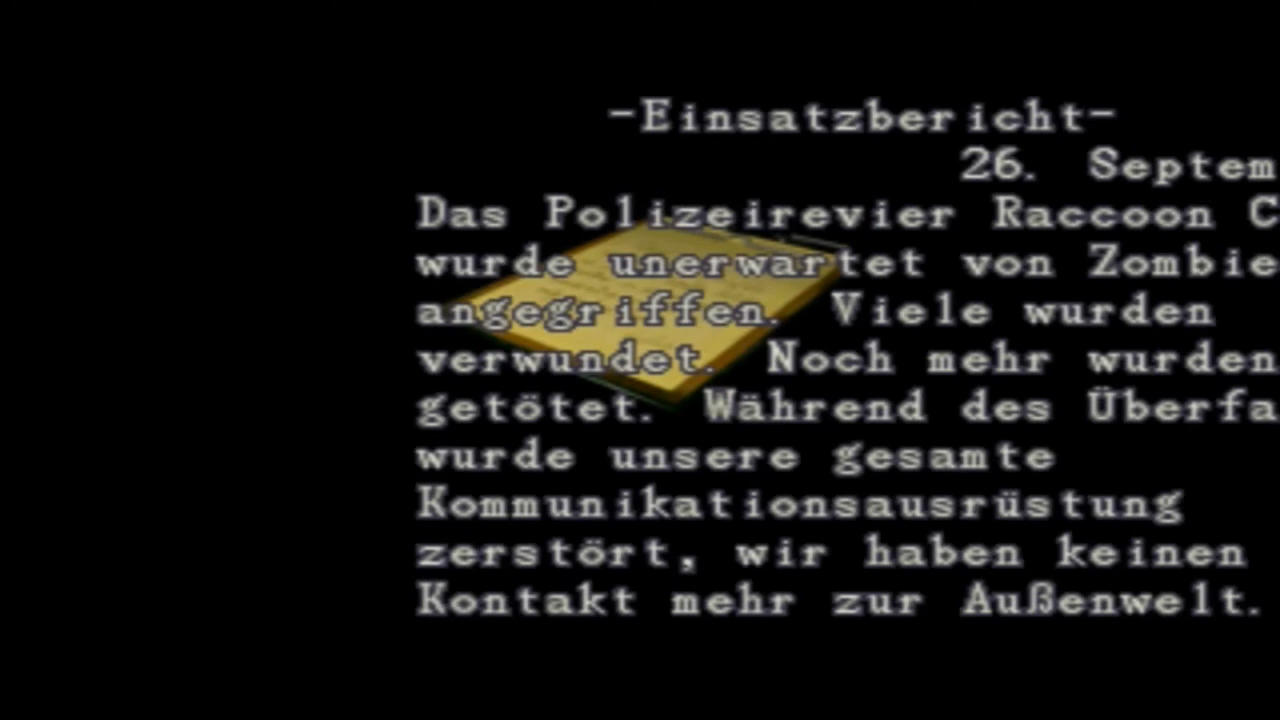 -Einsatzbericht-
26. Septem
Das Polizeirevier Raccoon C
wurde unerwartet von Zombie
angegriffen. Viele wurden
verwundet. Noch mehr wurden
getötet. Während des Überfa
wurde unsere gesamte
Kommunikationsausrüstung
zerstört, wir haben keinen
Kontakt mehr zur Außenwelt.